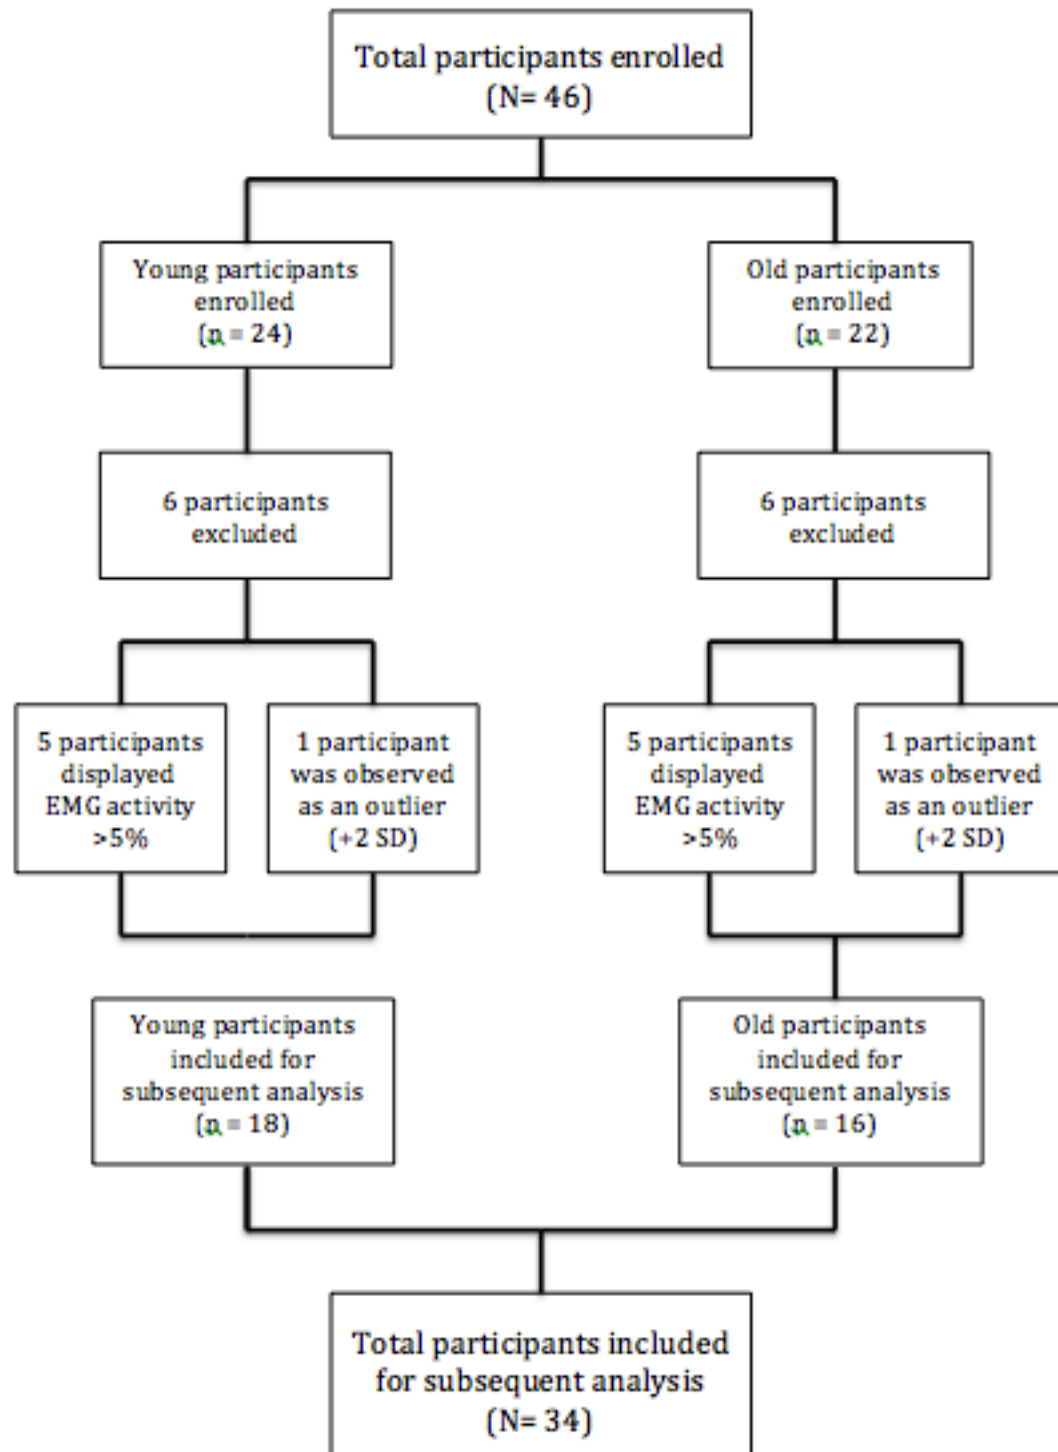 Total participants enrolled
(N= 46)
Young participants
enrolled
(n = 24)
Old participants
enrolled
(n = 22)
6 participants
excluded
6 participants
excluded
5 participants
displayed
EMG activity
>5%
1 participant
was observed
as an outlier
(+2 SD)
5 participants
displayed
EMG activity
>5%
1 participant
was observed
as an outlier
(+2 SD)
Young participants
included for
subsequent analysis
(n = 18)
Old participants
included for
subsequent analysis
(n = 16)
Total participants included
for subsequent analysis
(N= 34)